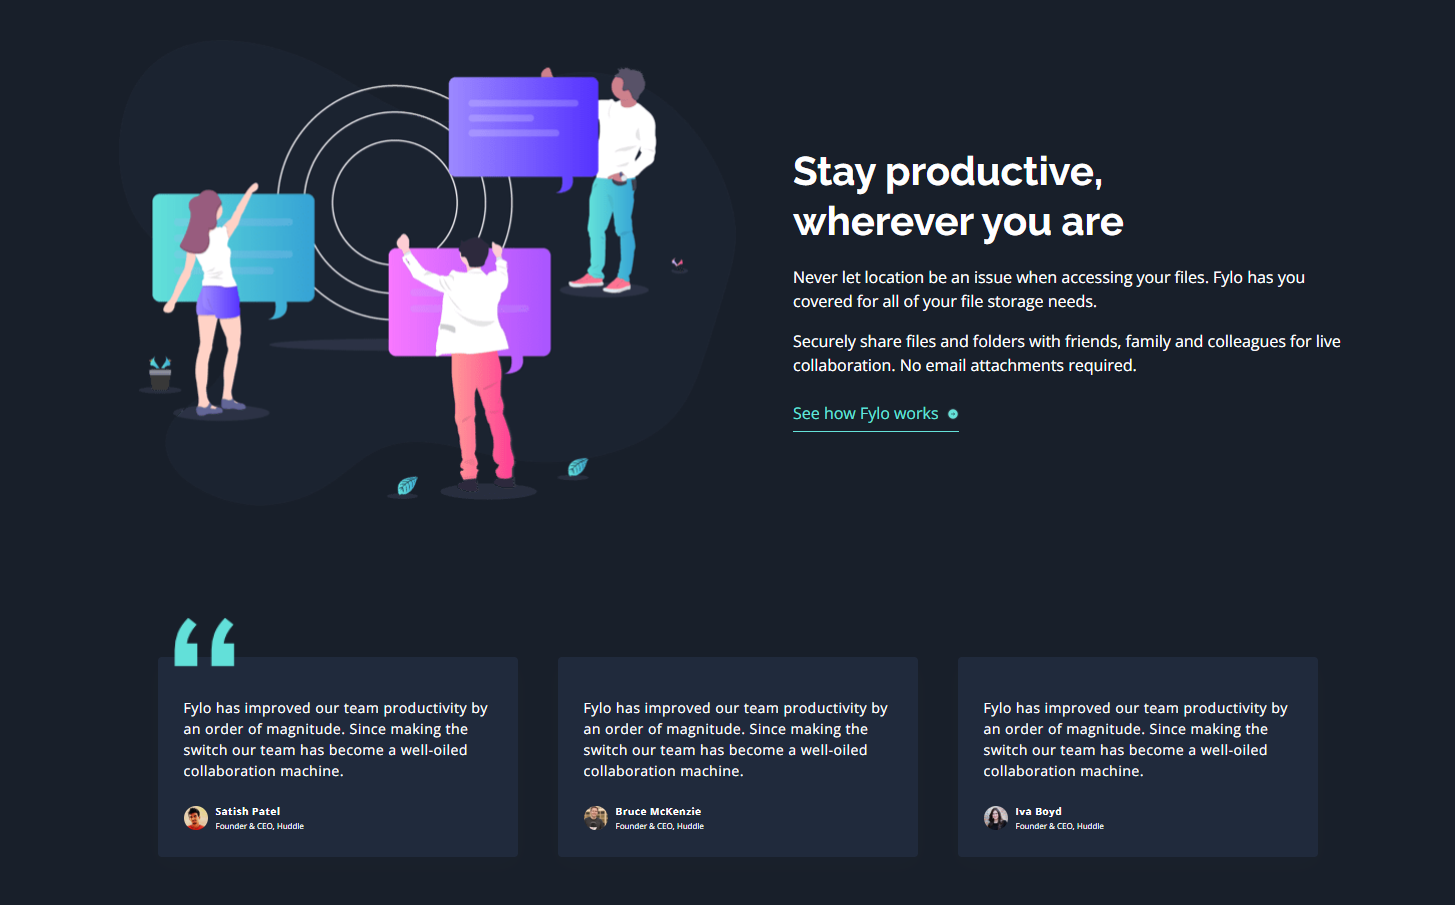 Stay productive,
wherever you are
Never let location be an issue when accessing your files. Fylo has you
covered for all of your file storage needs.
Securely share files and folders with friends, family and colleagues for live
collaboration. No email attachments required.
See how Fylo works
Fylo has improved our team productivity by
an order of magnitude. Since making the
switch our team has become a well-oiled
collaboration machine.
Satish Patel
Founder & CEO, Huddle
Fylo has improved our team productivity by
an order of magnitude. Since making the
switch our team has become a well-oiled
collaboration machine.
Bruce McKenzie
Founder & CEO, Huddle
Fylo has improved our team productivity by
an order of magnitude. Since making the
switch our team has become a well-oiled
collaboration machine.
Iva Boyd
Founder & CEO, Huddle